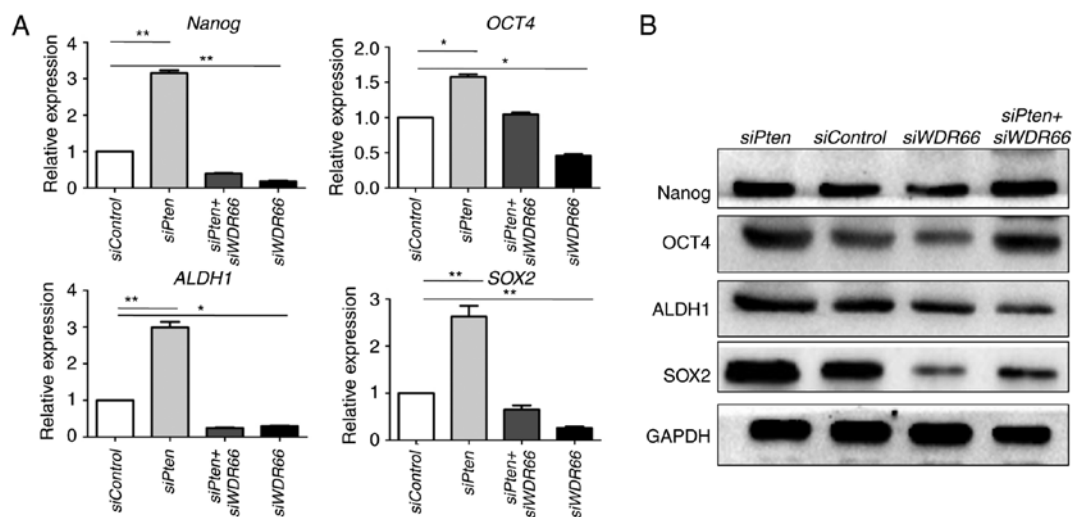 A
Nanog
Relative expression
4
3
2
1
0
**
**
siControl
siPten
siPten+
siWDR66
siWDR66
OCT4
Relative expression
2.0
1.5
1.0
0.5
0.0
*
*
siControl
siPten
siPten+
siWDR66
siWDR66
ALDH1
Relative expression
4
3
2
1
0
**
*
siControl
siPten
siPten+
siWDR66
siWDR66
SOX2
Relative expression
3
2
1
0
**
**
siControl
siPten
siPten+
siWDR66
siWDR66
B
siPten siControl siWDR66 siPten+
siWDR66
Nanog
OCT4
ALDH1
SOX2
GAPDH